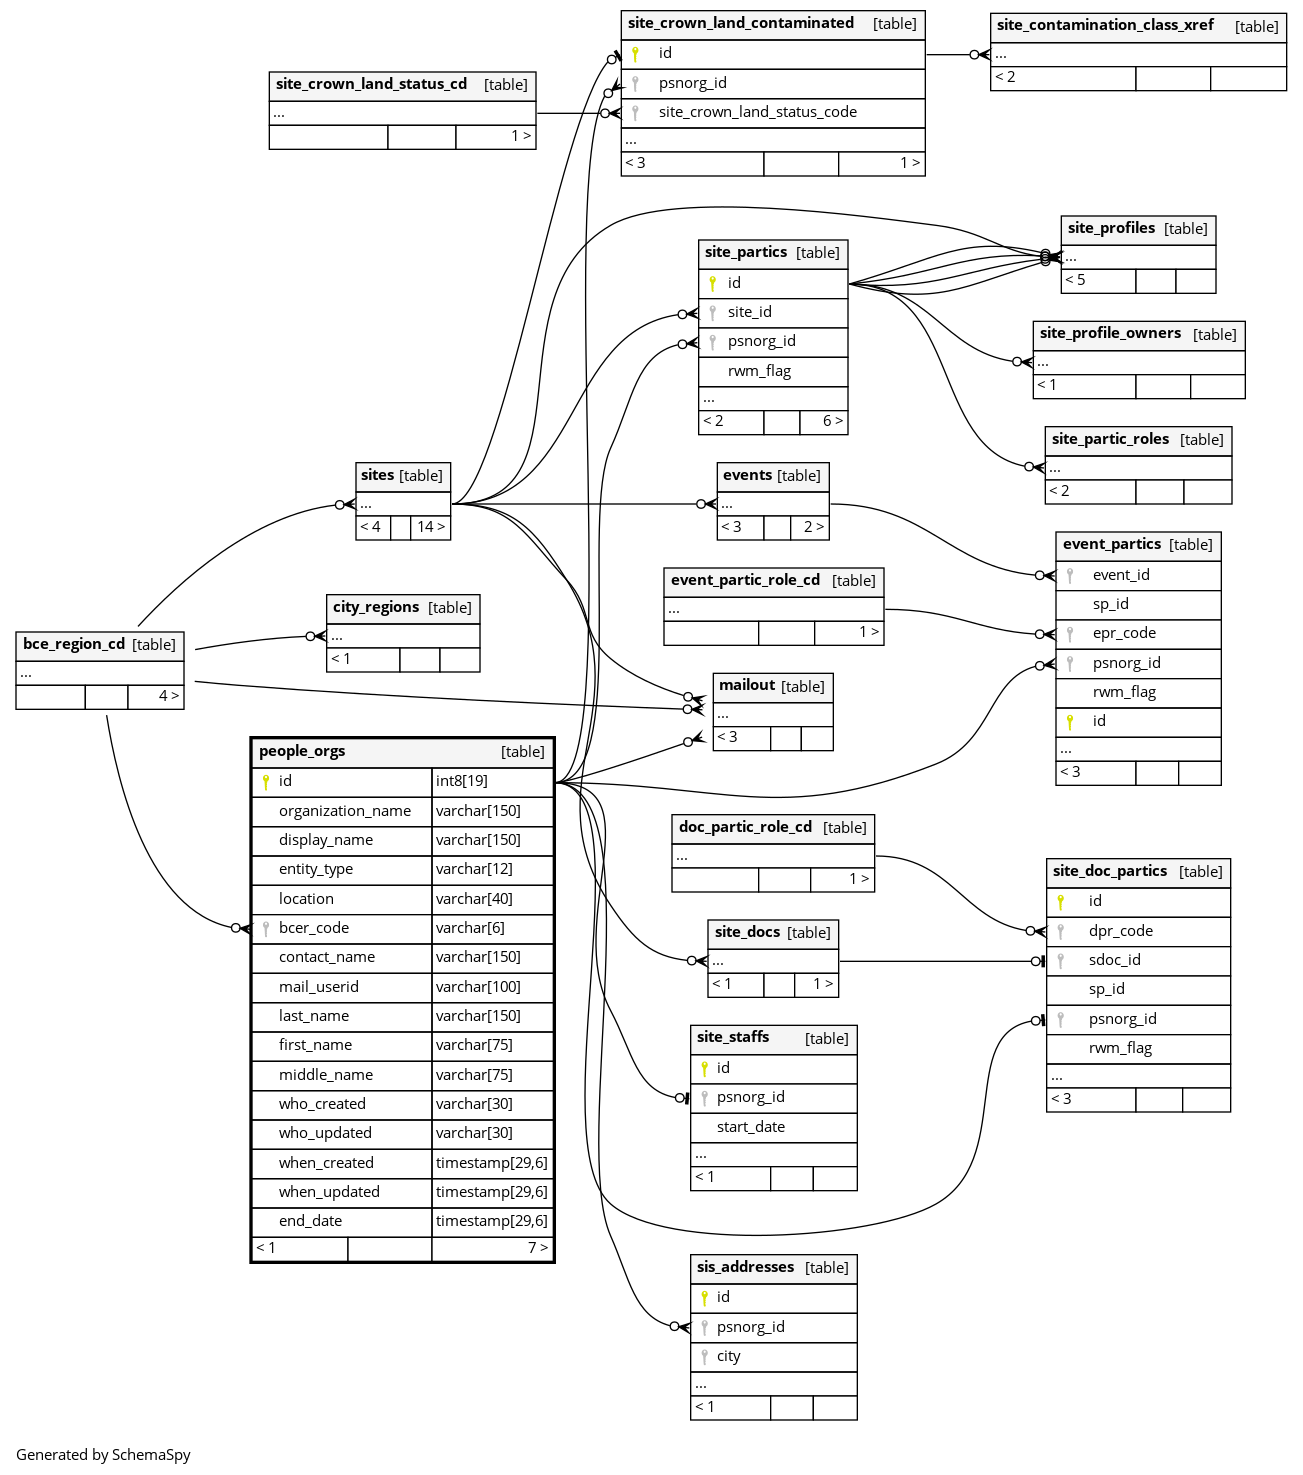 site_crown_land_contaminated [table]
id
psnorg_id
site_crown_land_status_code
...
< 3 1 >
site_contamination_class_xref [table]
...
< 2
site_crown_land_status_cd [table]
...
1 >
site_profiles [table]
...
< 5
site_partics [table]
id
site_id
psnorg_id
rwm_flag
...
< 2 6 >
site_profile_owners [table]
...
< 1
site_partic_roles [table]
...
< 2
sites [table]
...
< 4 14 >
events [table]
...
< 3 2 >
event_partics [table]
event_id
sp_id
epr_code
psnorg_id
rwm_flag
id
...
< 3
event_partic_role_cd [table]
...
1 >
city_regions [table]
...
< 1
bce_region_cd [table]
...
4 >
mailout [table]
...
< 3
people_orgs [table]
id int8[19]
organization_name varchar[150]
display_name varchar[150]
entity_type varchar[12]
location varchar[40]
bcer_code varchar[6]
contact_name varchar[150]
mail_userid varchar[100]
last_name varchar[150]
first_name varchar[75]
middle_name varchar[75]
who_created varchar[30]
who_updated varchar[30]
when_created timestamp[29,6]
when_updated timestamp[29,6]
end_date timestamp[29,6]
< 1 7 >
doc_partic_role_cd [table]
...
1 >
site_doc_partics [table]
id
dpr_code
sdoc_id
sp_id
psnorg_id
rwm_flag
...
< 3
site_docs [table]
...
< 1 1 >
site_staffs [table]
id
psnorg_id
start_date
...
< 1
sis_addresses [table]
id
psnorg_id
city
...
< 1
Generated by SchemaSpy